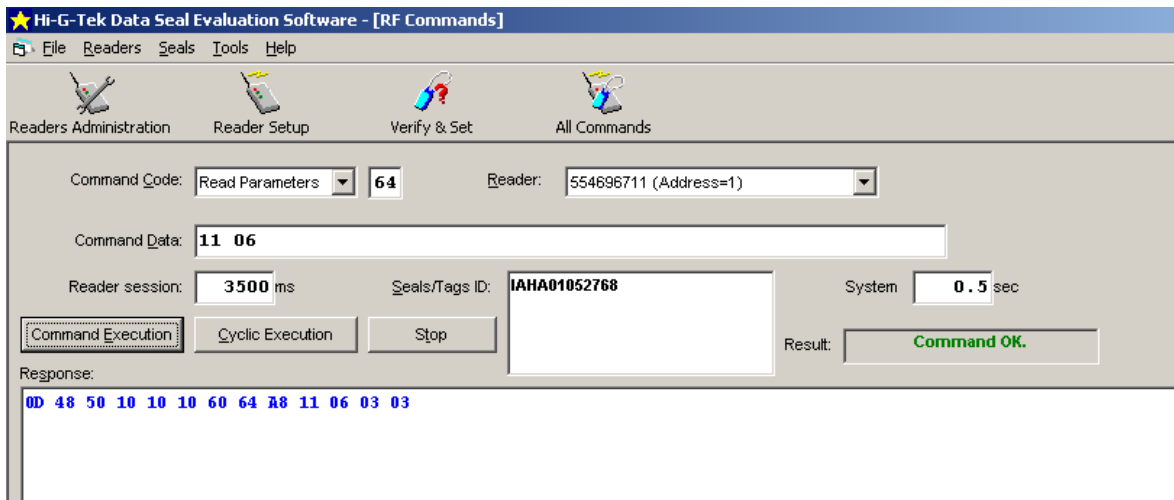 Hi-G-Tek Data Seal Evaluation Software - [RF Commands]
File Readers Seals Tools Help
Readers Administration Reader Setup Verify & Set All Commands
Command Code: Read Parameters 64 Reader: 554696711 (Address=1)
Command Data: 11 06
Reader session: 3500 ms Seals/Tags ID: IAHA01052768 System 0.5 sec
Command Execution Cyclic Execution Stop Result: Command OK.
Response:
0D 48 50 10 10 10 60 64 A8 11 06 03 03